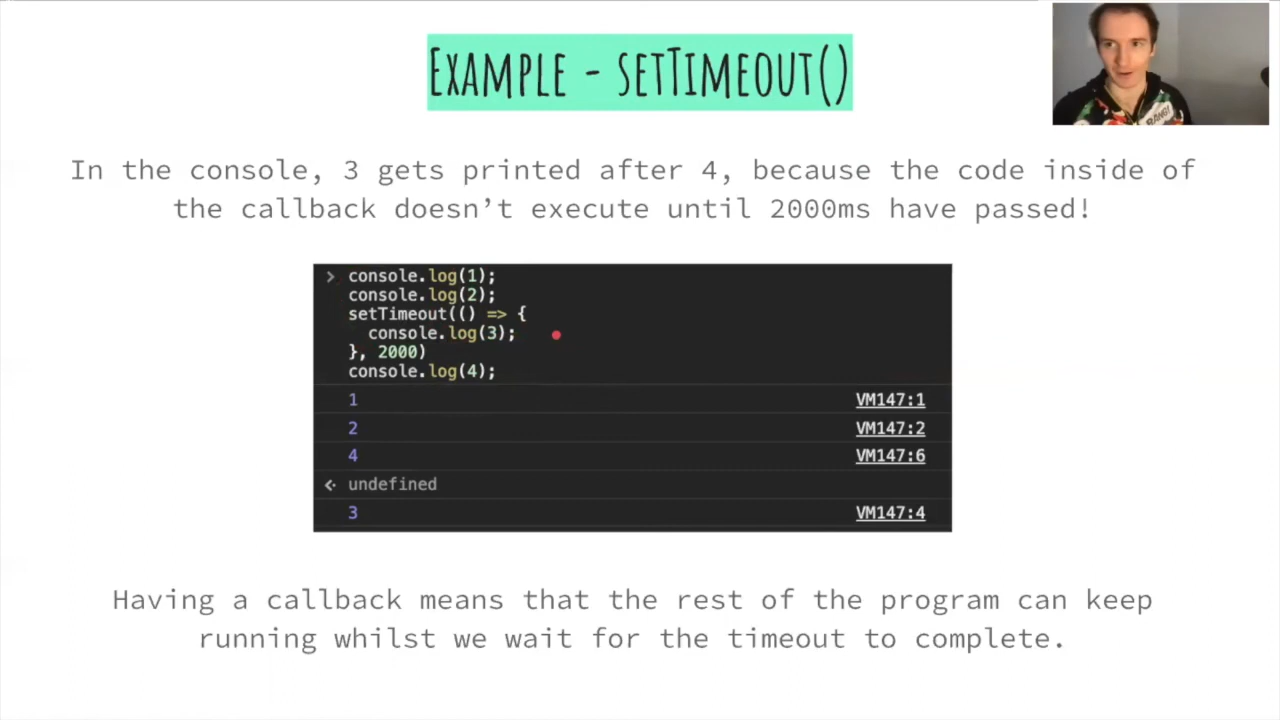 Example - setTimeout()
BANG!
In the console, 3 gets printed after 4, because the code inside of
the callback doesn't execute until 2000ms have passed!
> console.log(1);
console.log(2);
setTimeout(() => {
console.log(3);
}, 2000)
console.log(4);
1 VM147:1
2 VM147:2
4 VM147:6
undefined
3 VM147:4
Having a callback means that the rest of the program can keep
running whilst we wait for the timeout to complete.